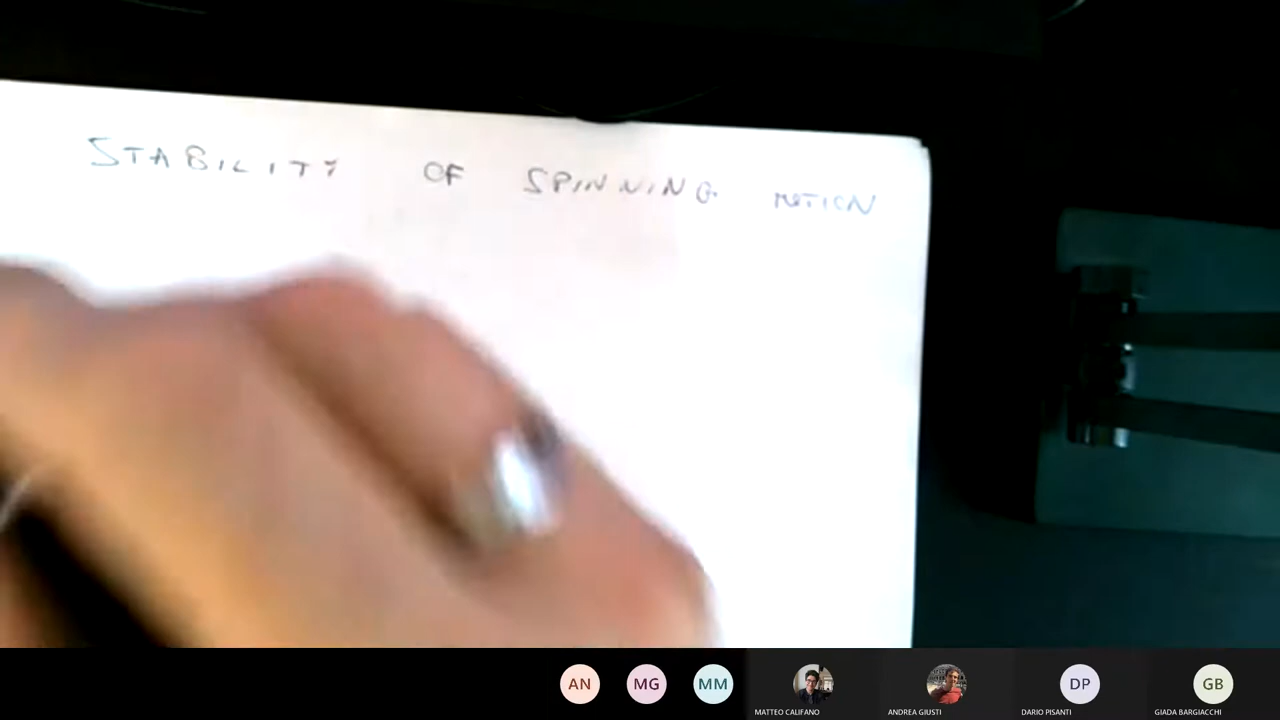 STABILITY OF SPINNING MOTION
AN MG MM DP GB
MATTEO CALIFANO ANDREA GIUSTI DARIO PISANTI GIADA BARGIACCHI